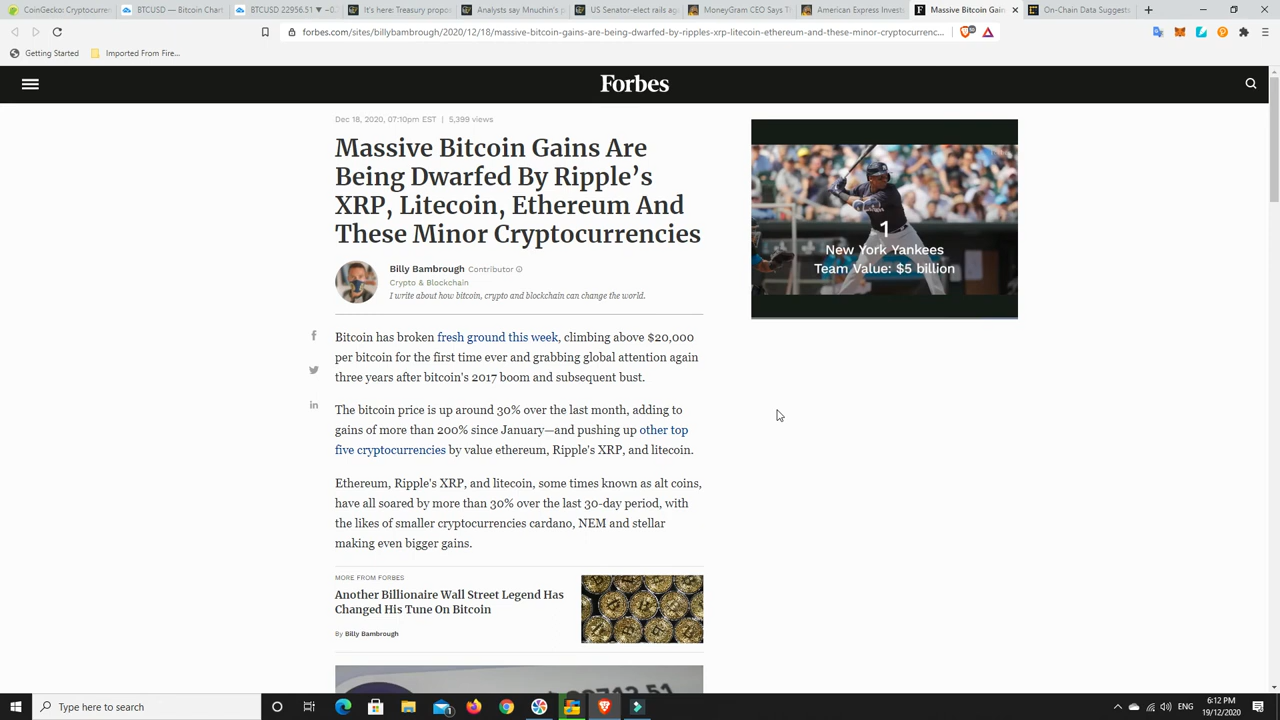 CoinGecko: Cryptocurren
BTCUSD — Bitcoin Chart
BTCUSD 22956.51 ▼ −0.
It's here: Treasury propos
Analysts say Mnuchin's p
US Senator-elect rails aga
MoneyGram CEO Says T
American Express Invest
Massive Bitcoin Gain
On-Chain Data Suggests
forbes.com/sites/billybambrough/2020/12/18/massive-bitcoin-gains-are-being-dwarfed-by-ripples-xrp-litecoin-ethereum-and-these-minor-cryptocurrenc...
Getting Started
Imported From Fire...
Forbes
Dec 18, 2020, 07:10pm EST | 5,399 views
Massive Bitcoin Gains Are
Being Dwarfed By Ripple's
XRP, Litecoin, Ethereum And
These Minor Cryptocurrencies
Billy Bambrough Contributor
Crypto & Blockchain
I write about how bitcoin, crypto and blockchain can change the world.
1
New York Yankees
Team Value: $5 billion
Bitcoin has broken fresh ground this week, climbing above $20,000
per bitcoin for the first time ever and grabbing global attention again
three years after bitcoin's 2017 boom and subsequent bust.
The bitcoin price is up around 30% over the last month, adding to
gains of more than 200% since January—and pushing up other top
five cryptocurrencies by value ethereum, Ripple's XRP, and litecoin.
Ethereum, Ripple's XRP, and litecoin, some times known as alt coins,
have all soared by more than 30% over the last 30-day period, with
the likes of smaller cryptocurrencies cardano, NEM and stellar
making even bigger gains.
MORE FROM FORBES
Another Billionaire Wall Street Legend Has
Changed His Tune On Bitcoin
By Billy Bambrough
Type here to search
ENG
6:12 PM
19/12/2020